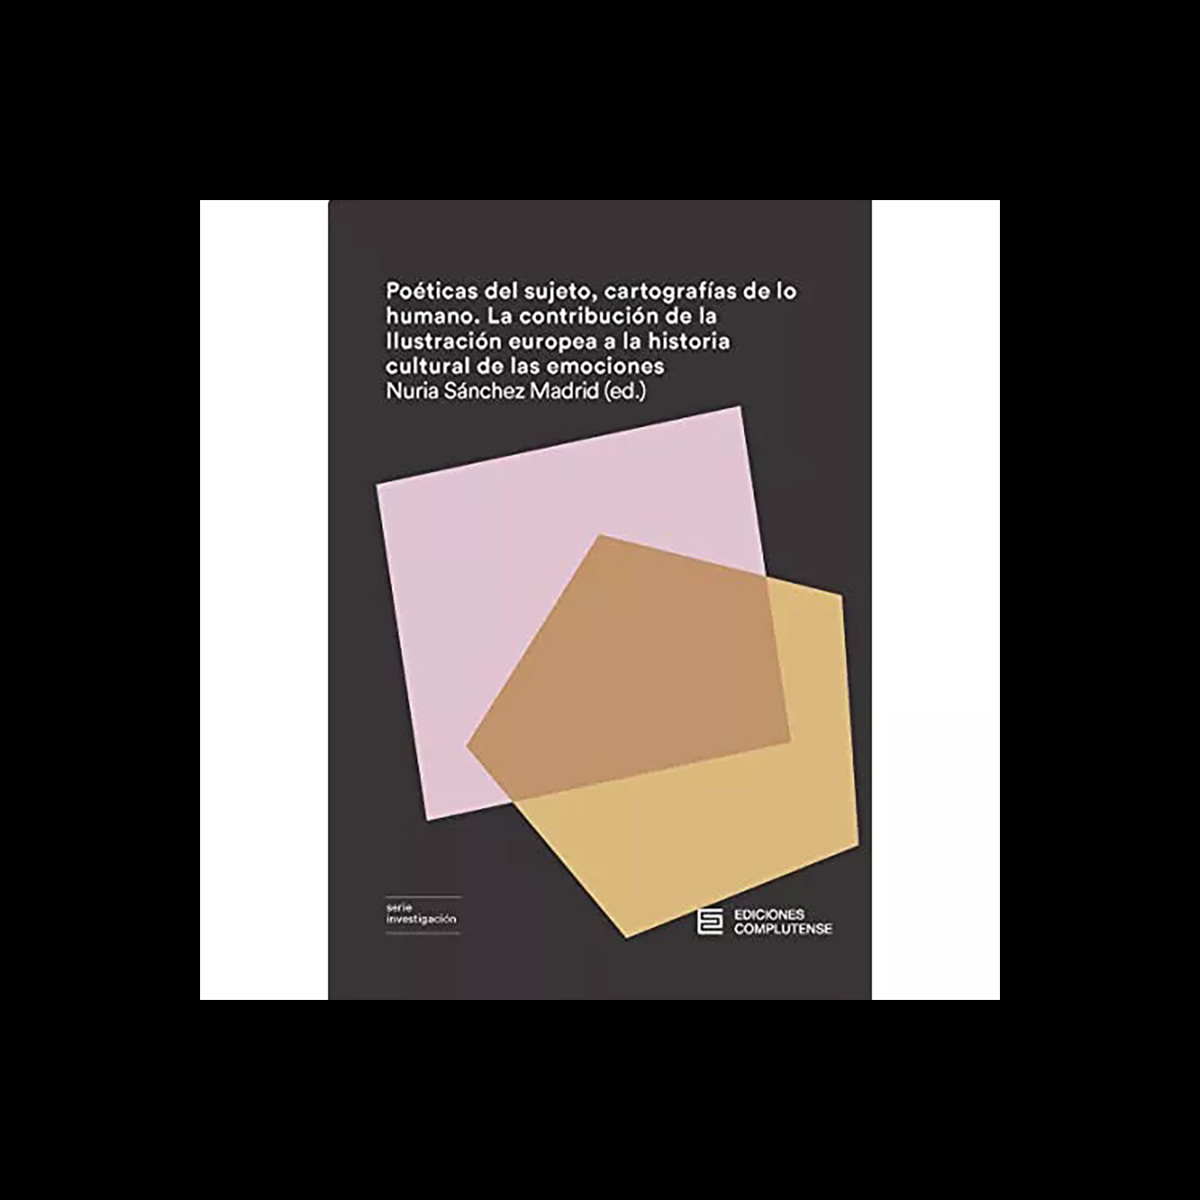 Poéticas del sujeto, cartografías de lo
humano. La contribución de la
Ilustración europea a la historia
cultural de las emociones
Nuria Sánchez Madrid (ed.)
serie
investigación
EDICIONES
COMPLUTENSE